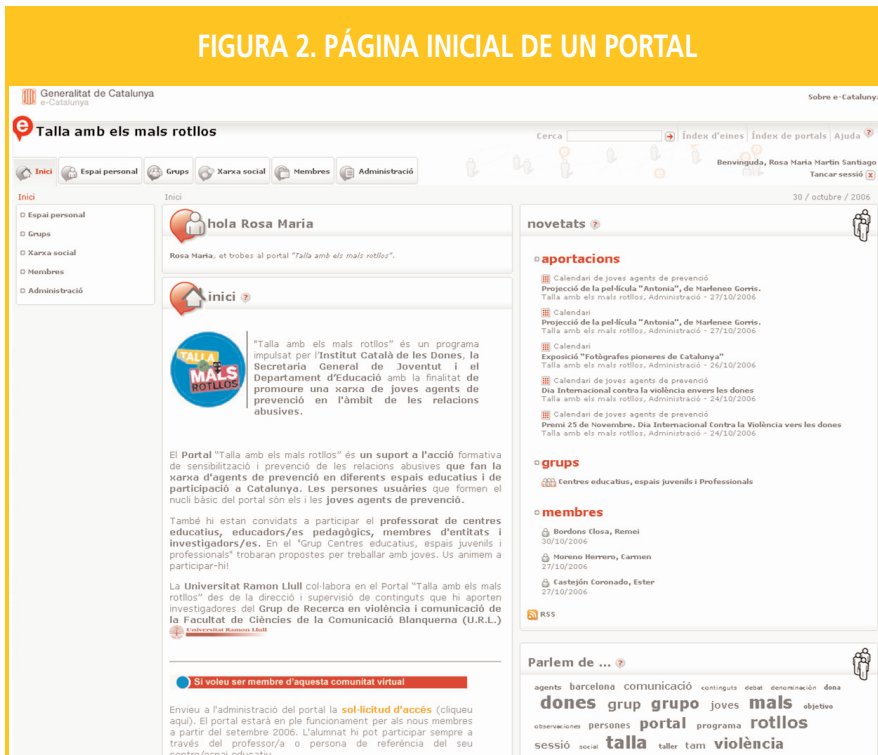 FIGURA 2. PÁGINA INICIAL DE UN PORTAL
Generalitat de Catalunya
e-Catalunya
Sobre e-Cataluny
Talla amb els mals rotllos
Cerca
Índex d'eines | Índex de portals | Ajuda ?
Inici
Espai personal
Grups
Xarxa social
Membres
Administració
Benvinguda, Rosa Maria Martin Santiago
Tancar sessió x
Inici
Inici
30 / octubre / 2006
Espai personal
Grups
Xarxa social
Membres
Administració
hola Rosa Maria
Rosa Maria, et trobes al portal "Talla amb els mals rotllos".
inici ?
TALLA
AMB ELS
MALS
ROTLLOS
"Talla amb els mals rotllos" és un programa
impulsat per l'Institut Català de les Dones, la
Secretaria General de Joventut i el
Departament d'Educació amb la finalitat de
promoure una xarxa de joves agents de
prevenció en l'àmbit de les relacions
abusives.
El Portal "Talla amb els mals rotllos" és un suport a l'acció formativa
de sensibilització i prevenció de les relacions abusives que fan la
xarxa d'agents de prevenció en diferents espais educatius i de
participació a Catalunya. Les persones usuàries que formen el
nucli bàsic del portal són els i les joves agents de prevenció.
També hi estan convidats a participar el professorat de centres
educatius, educadors/es pedagògics, membres d'entitats i
investigadors/es. En el "Grup Centres educatius, espais juvenils i
professionals" trobaran propostes per treballar amb joves. Us animem a
participar-hi!
La Universitat Ramon Llull col·labora en el Portal "Talla amb els mals
rotllos" des de la direcció i supervisió de continguts que hi aporten
investigadores del Grup de Recerca en violència i comunicació de
la Facultat de Ciències de la Comunicació Blanquerna (U.R.L.)
Universitat Ramon Llull
Si voleu ser membre d'aquesta comunitat virtual
Envieu a l'administració del portal la sol·licitud d'accés (cliqueu
aquí). El portal estarà en ple funcionament per als nous membres
a partir del setembre 2006. L'alumnat hi pot participar sempre a
través del professor/a o persona de referència del seu
centre/espai educatiu.
novetats ?
aportacions
Calendari de joves agents de prevenció
Projecció de la pel·lícula "Antonia", de Marleene Gorris.
Talla amb els mals rotllos, Administració - 27/10/2006
Calendari
Projecció de la pel·lícula "Antonia", de Marleene Gorris.
Talla amb els mals rotllos, Administració - 27/10/2006
Calendari
Exposició "Fotògrafes pioneres de Catalunya"
Talla amb els mals rotllos, Administració - 26/10/2006
Calendari de joves agents de prevenció
Dia Internacional contra la violència envers les dones
Talla amb els mals rotllos, Administració - 24/10/2006
Calendari de joves agents de prevenció
Premi 25 de Novembre. Dia Internacional Contra la Violència vers les dones
Talla amb els mals rotllos, Administració - 24/10/2006
grups
Centres educatius, espais juvenils i Professionals
membres
Bordons Closa, Remei
30/10/2006
Moreno Herrero, Carmen
27/10/2006
Castejón Coronado, Ester
27/10/2006
RSS
Parlem de ... ?
agents barcelona comunicació continguts debat denominación dona
dones grup grupo joves mals objetivo
observaciones persones portal programa rotllos
sessió social talla taller tam violència